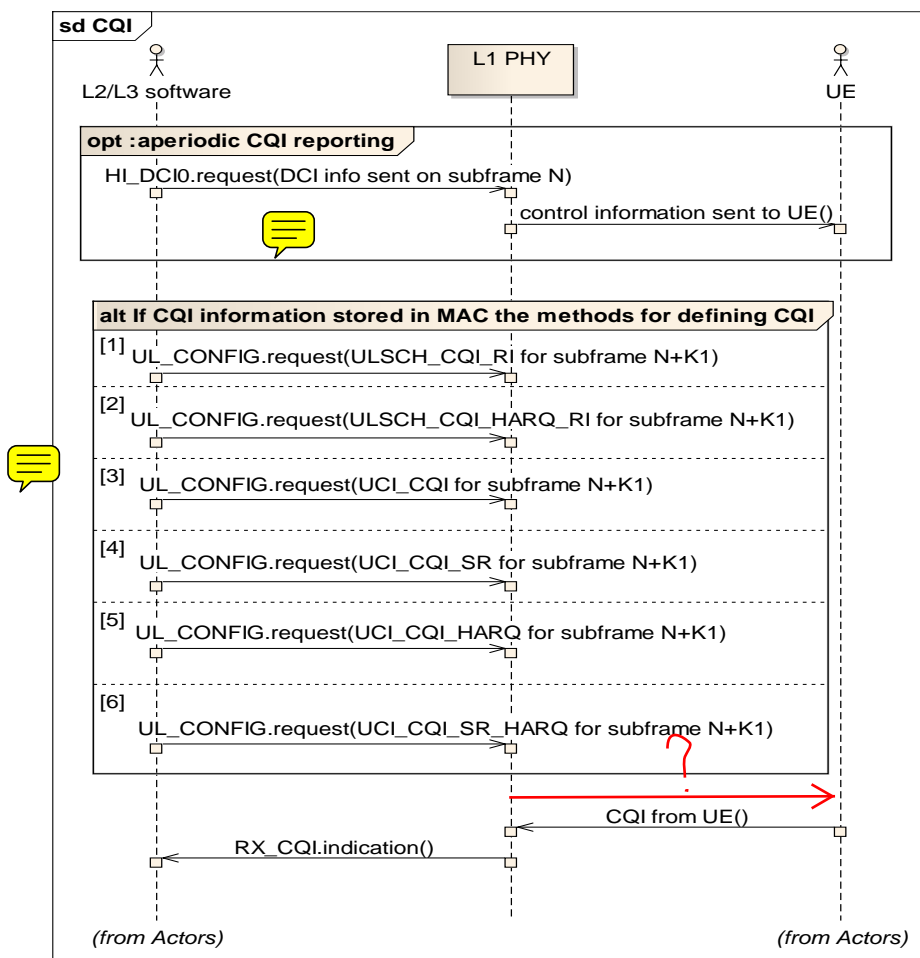 sd CQI
L2/L3 software
L1 PHY
UE
opt :aperiodic CQI reporting
HI_DCI0.request(DCI info sent on subframe N)
control information sent to UE()
alt If CQI information stored in MAC the methods for defining CQI
[1]
UL_CONFIG.request(ULSCH_CQI_RI for subframe N+K1)
[2]
UL_CONFIG.request(ULSCH_CQI_HARQ_RI for subframe N+K1)
[3]
UL_CONFIG.request(UCI_CQI for subframe N+K1)
[4]
UL_CONFIG.request(UCI_CQI_SR for subframe N+K1)
[5]
UL_CONFIG.request(UCI_CQI_HARQ for subframe N+K1)
[6]
UL_CONFIG.request(UCI_CQI_SR_HARQ for subframe N+K1)
?
CQI from UE()
RX_CQI.indication()
(from Actors)
(from Actors)